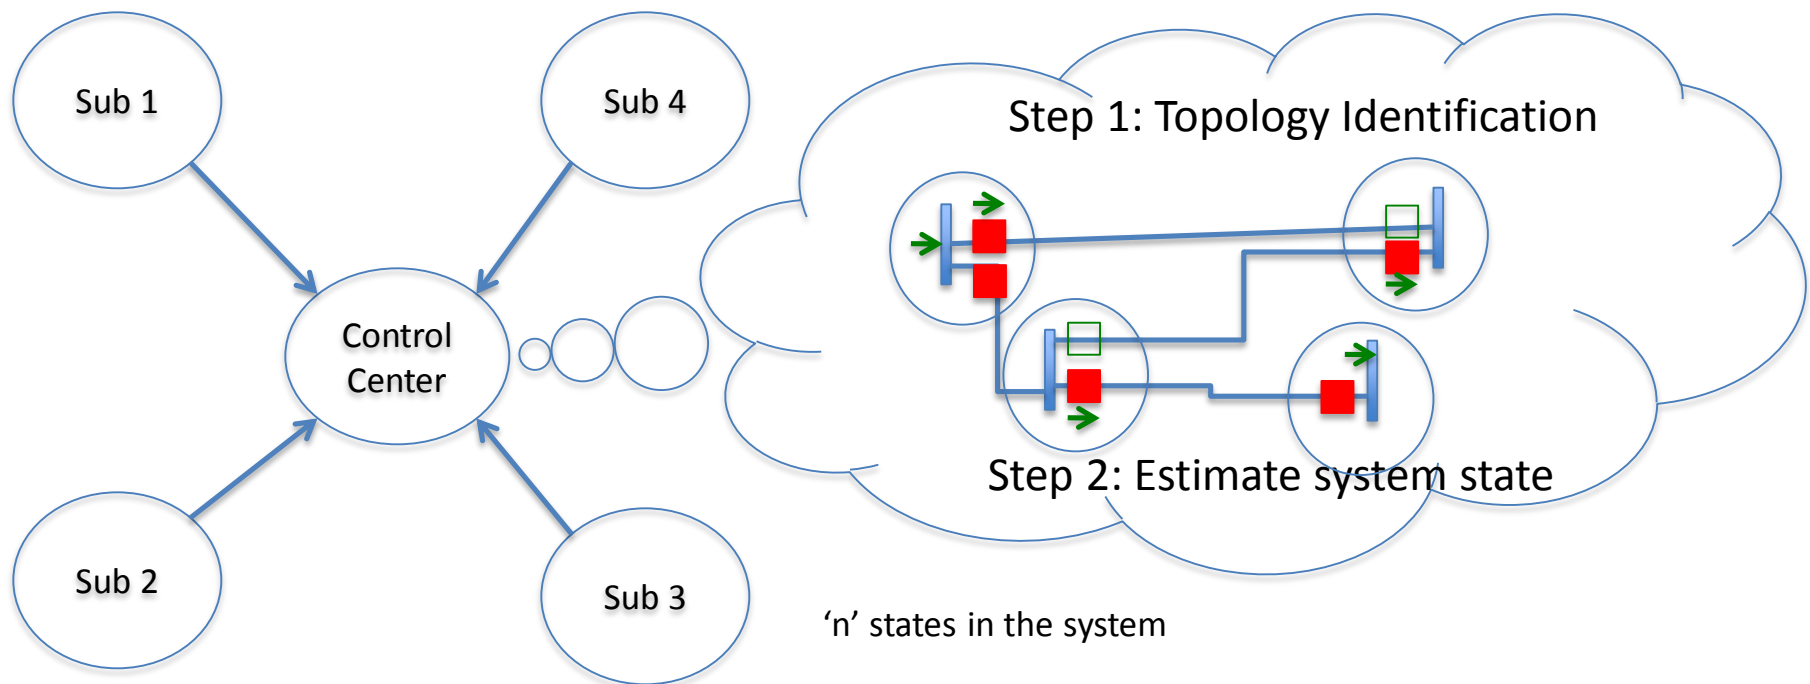 Sub 1
Sub 4
Step 1: Topology Identification
Control
Center
Step 2: Estimate system state
Sub 2
Sub 3
‘n’ states in the system